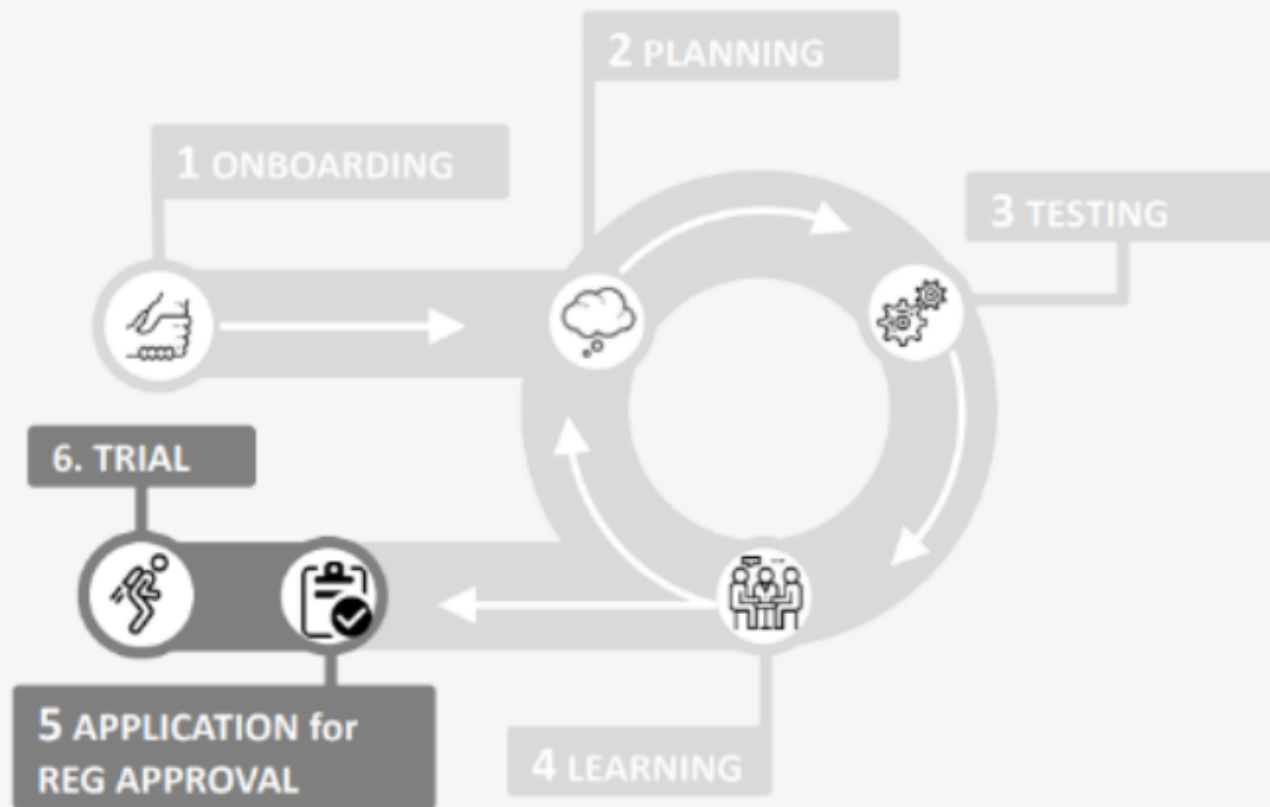 2 PLANNING
1 ONBOARDING
3 TESTING
6. TRIAL
5 APPLICATION for
REG APPROVAL
4 LEARNING